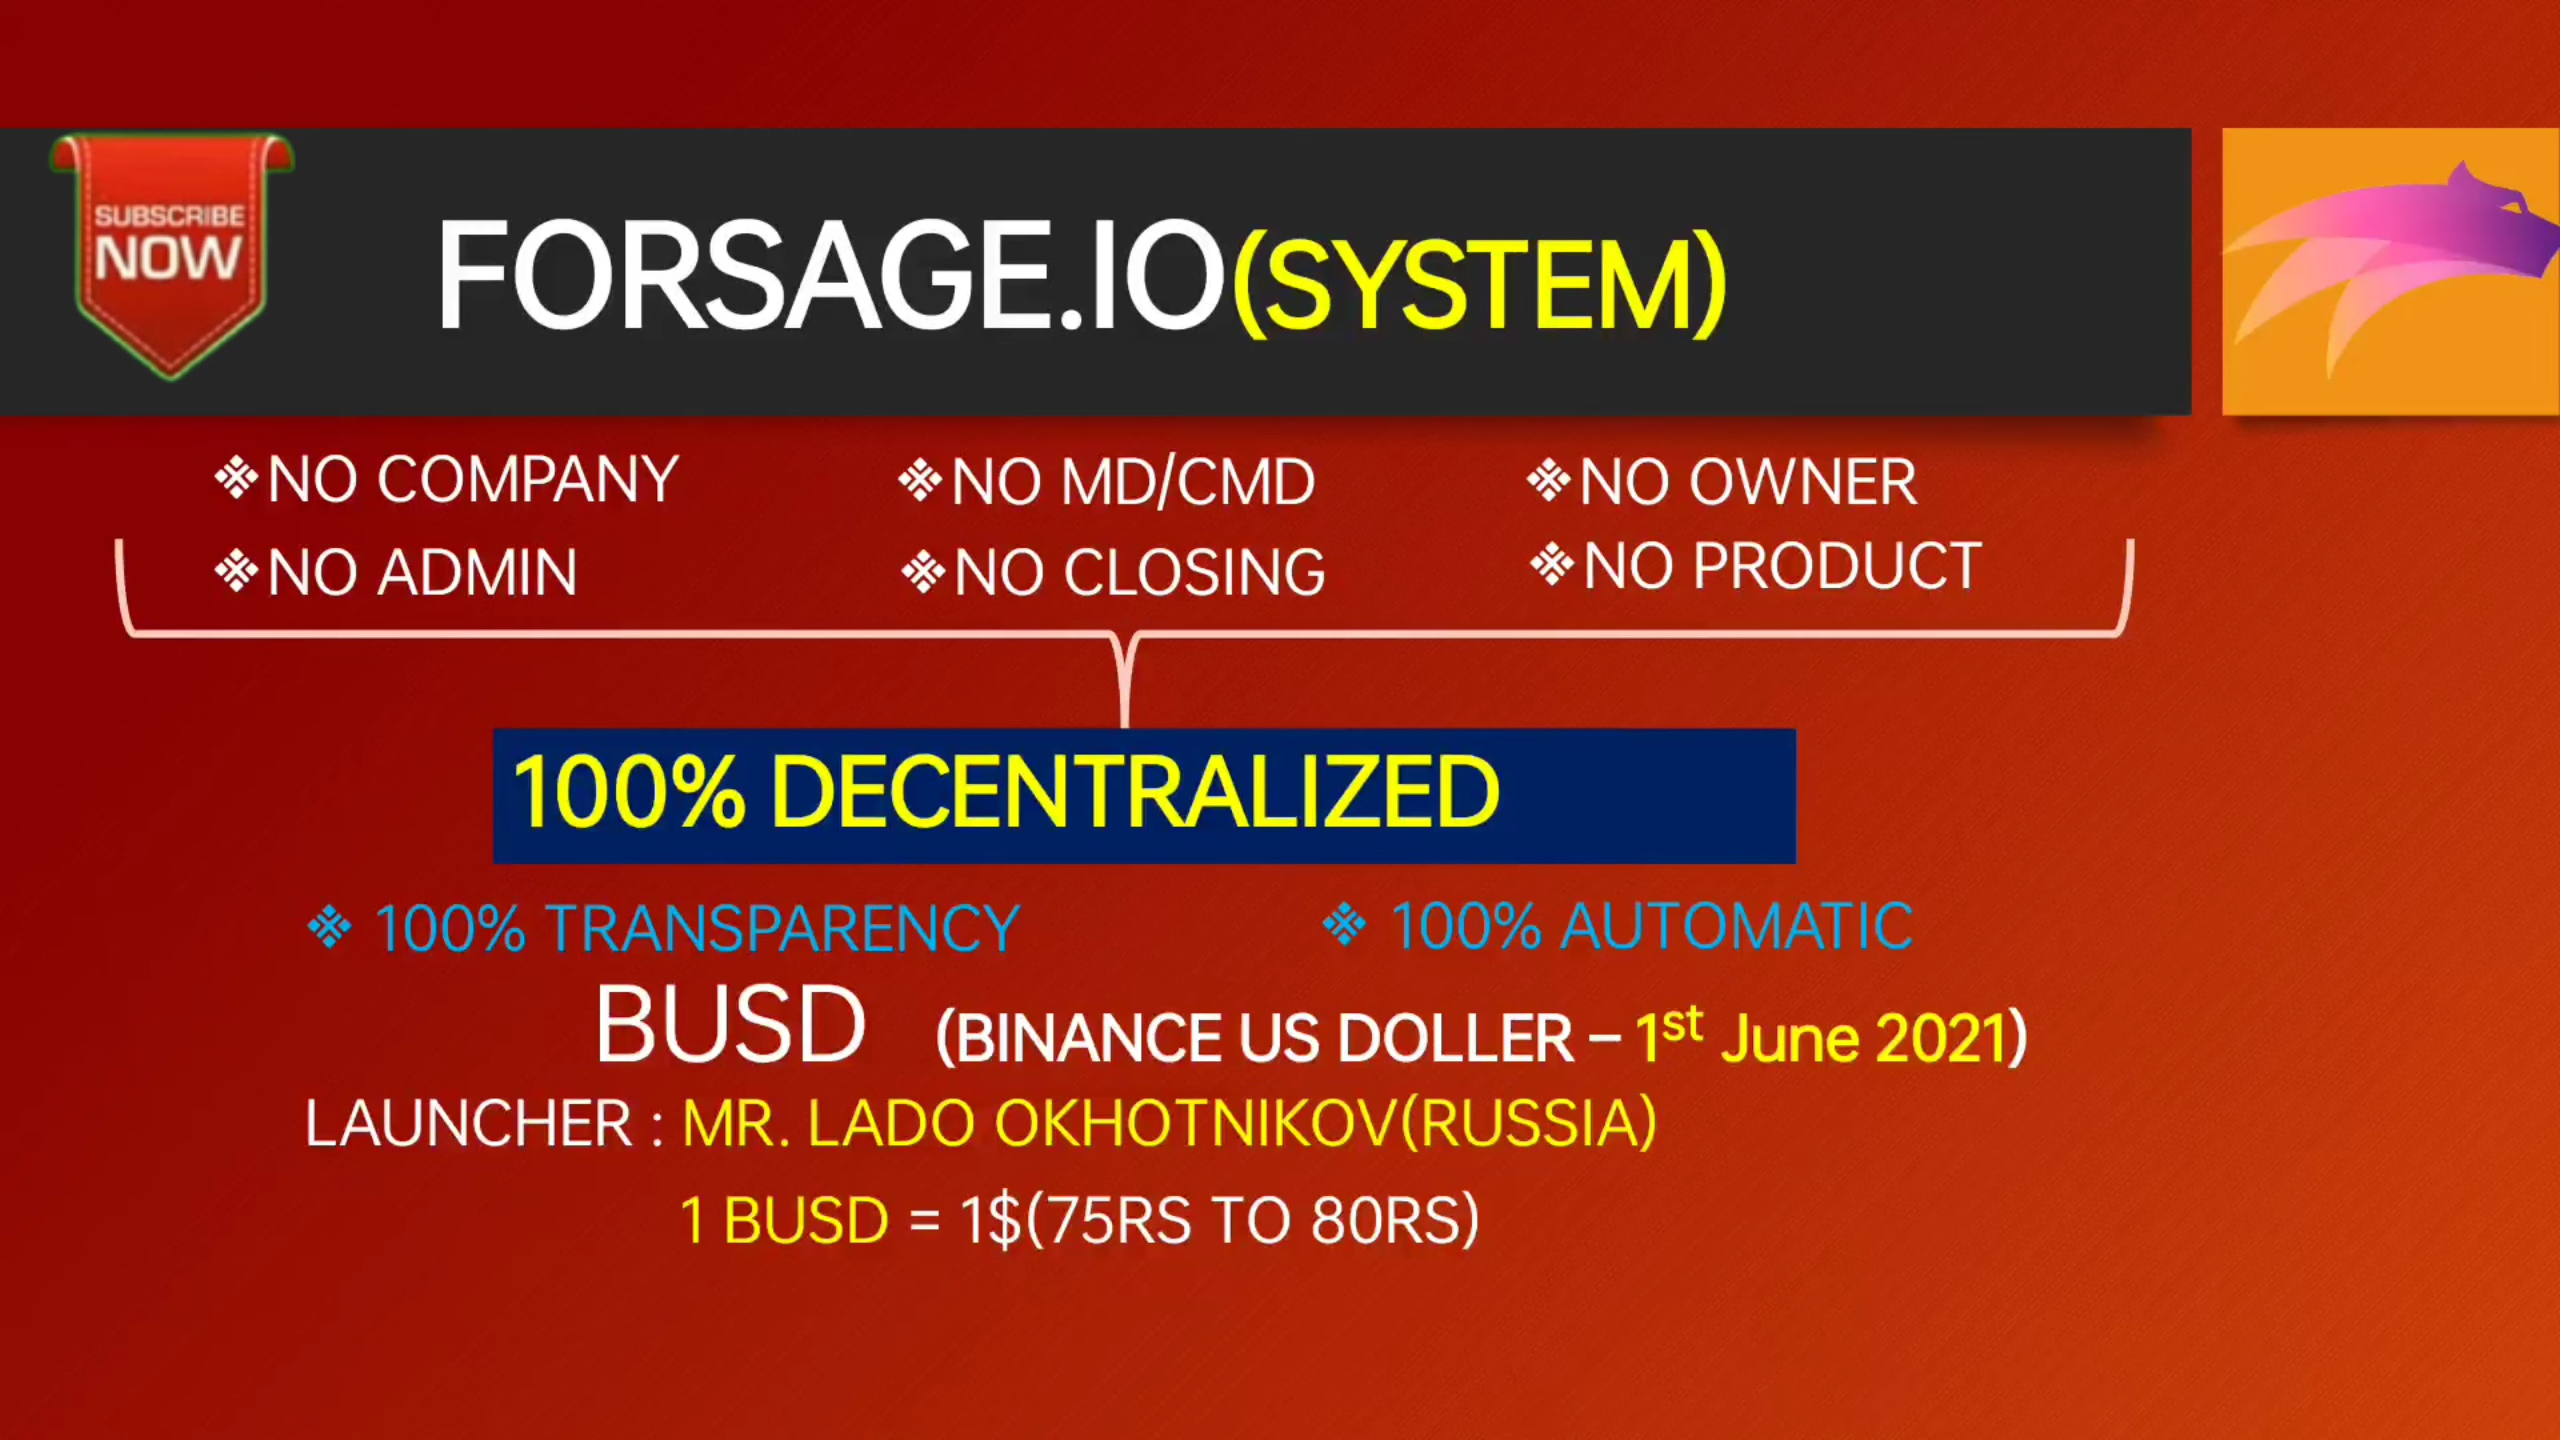 SUBSCRIBE
NOW
FORSAGE.IO(SYSTEM)
❖NO COMPANY ❖NO MD/CMD ❖NO OWNER
❖NO ADMIN ❖NO CLOSING ❖NO PRODUCT
100% DECENTRALIZED
❖ 100% TRANSPARENCY ❖ 100% AUTOMATIC
BUSD (BINANCE US DOLLER – 1st June 2021)
LAUNCHER : MR. LADO OKHOTNIKOV(RUSSIA)
1 BUSD = 1$(75RS TO 80RS)